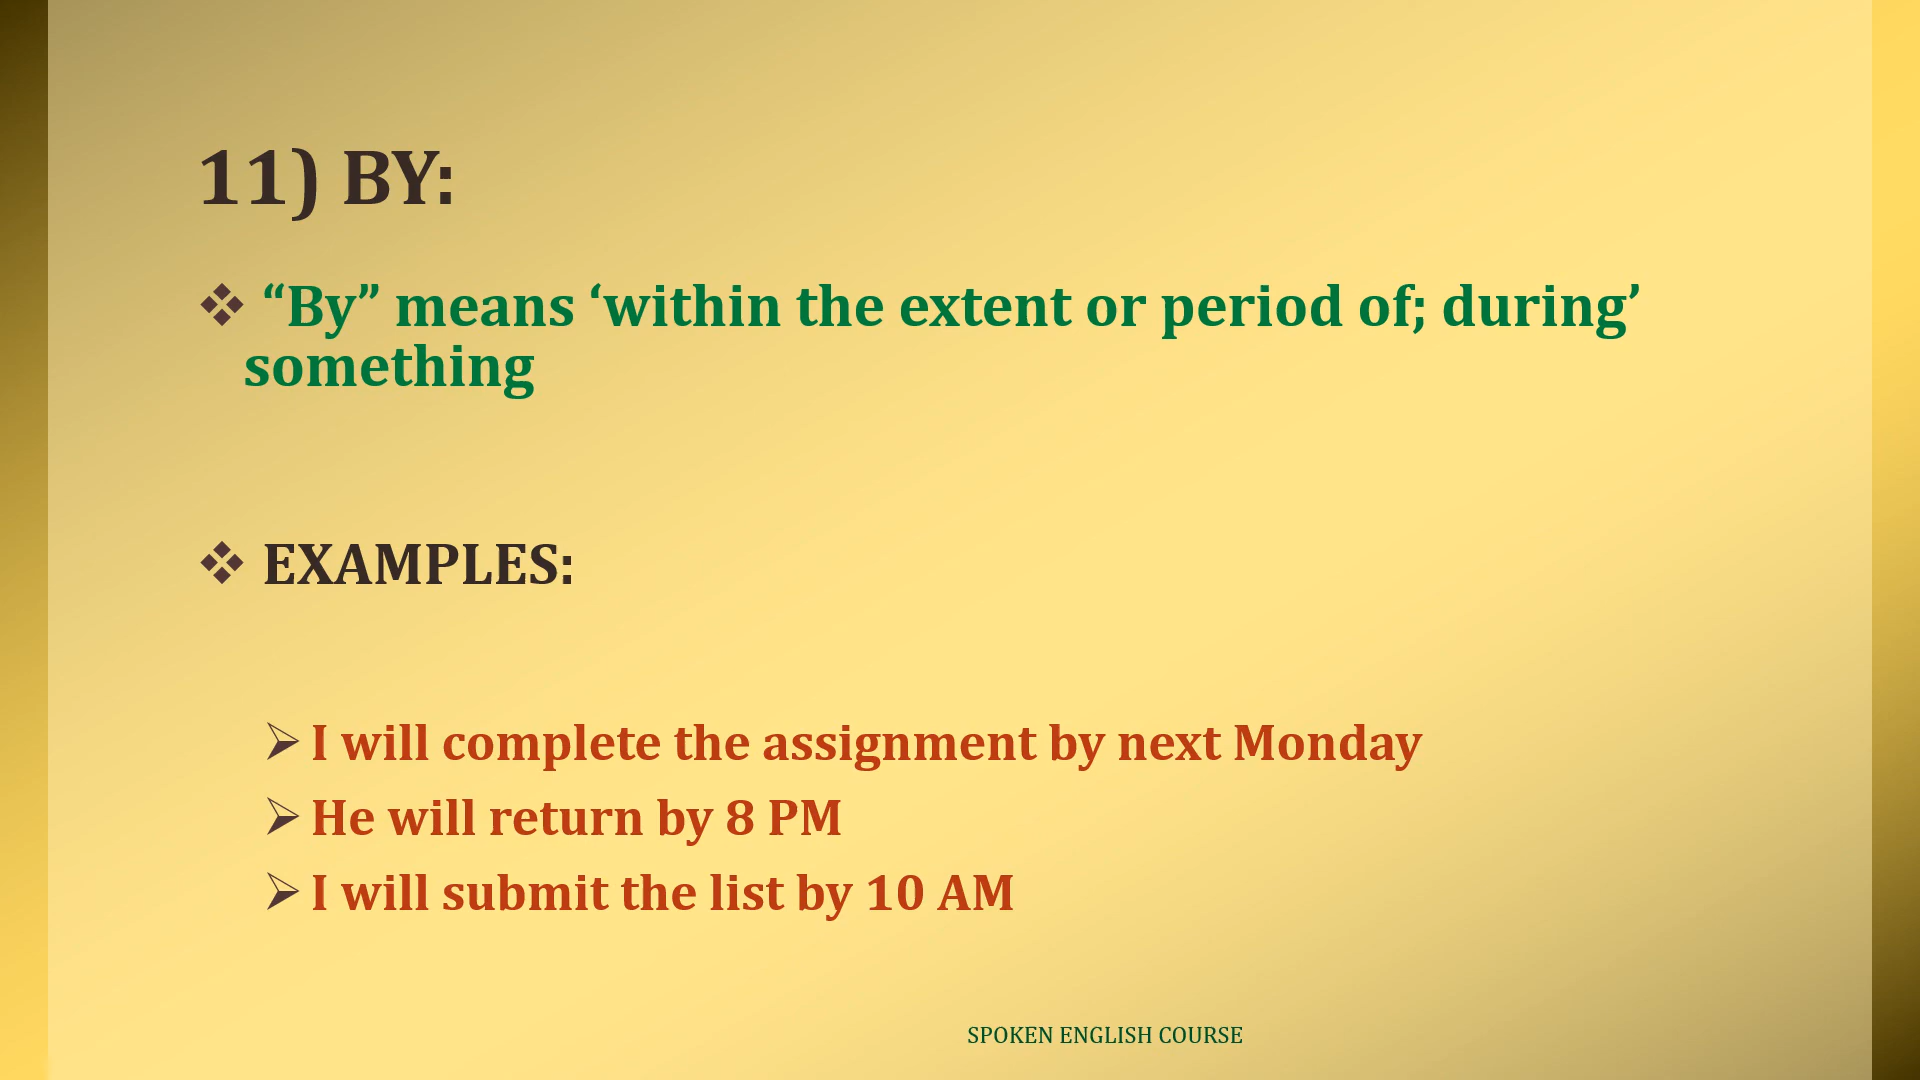 11) BY:
“By” means ‘within the extent or period of; during’
something
EXAMPLES:
I will complete the assignment by next Monday
He will return by 8 PM
I will submit the list by 10 AM
SPOKEN ENGLISH COURSE